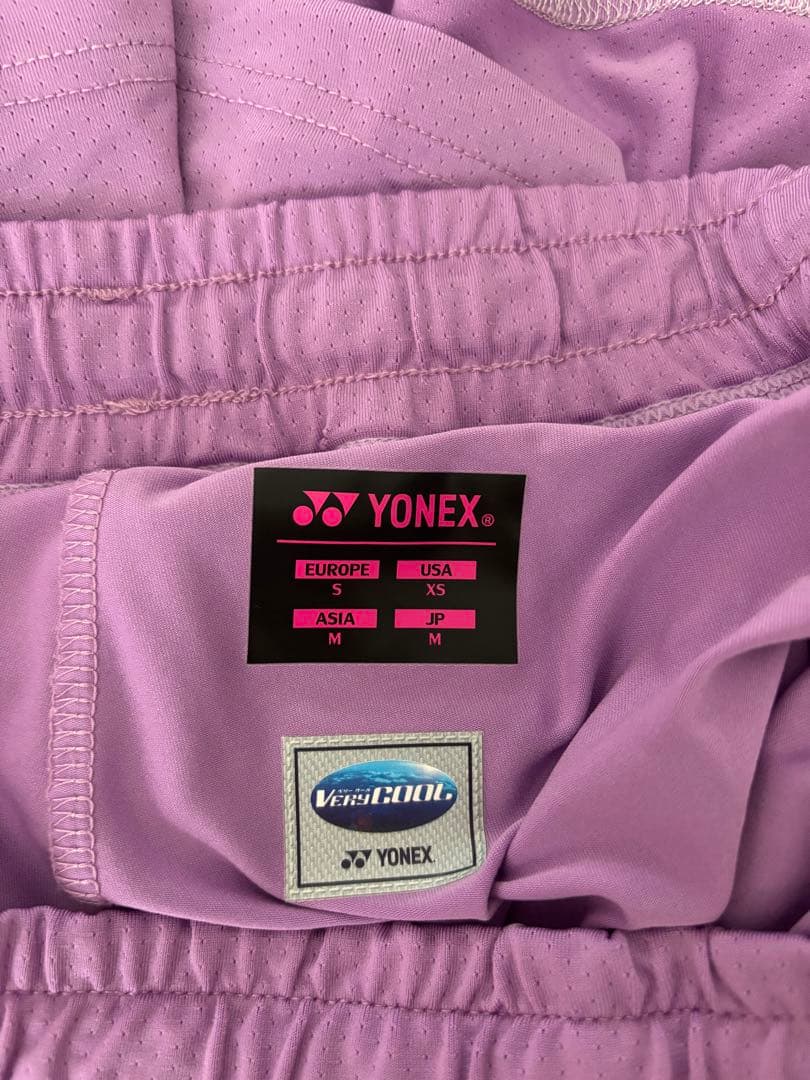 YONEX®
EUROPE USA
S XS
ASIA JP
M M
ベリークール
VERYCOOL
YONEX